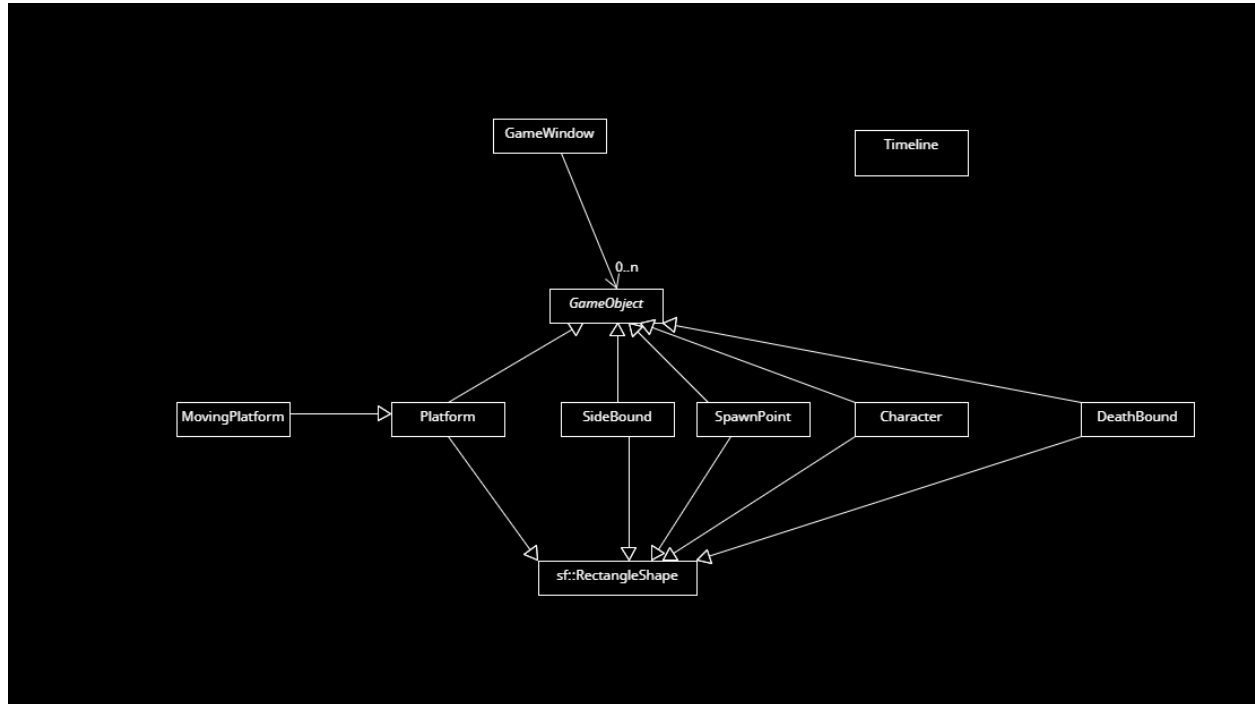 GameWindow
Timeline
0..n
GameObject
MovingPlatform
Platform
SideBound
SpawnPoint
Character
DeathBound
sf::RectangleShape